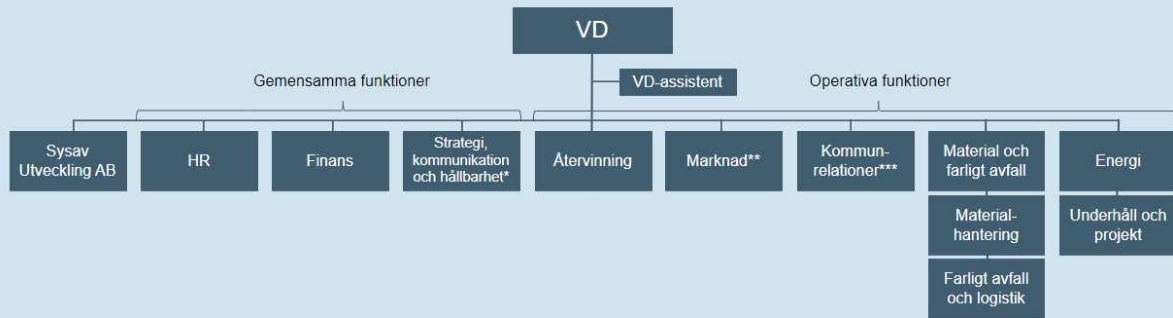 VD
VD-assistent
Gemensamma funktioner
Operativa funktioner
Sysav
Utveckling AB
HR
Finans
Strategi,
kommunikation
och hållbarhet*
Återvinning
Marknad**
Kommun-
relationer***
Material och
farligt avfall
Energi
Material-
hantering
Underhåll och
projekt
Farligt avfall
och logistik